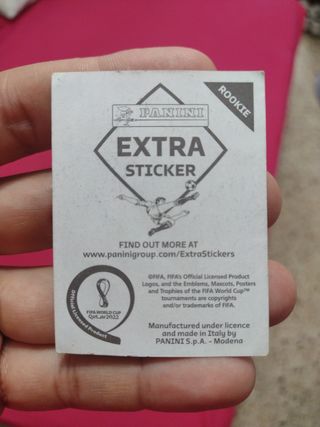 PANINI
ROOKIE
EXTRA
STICKER
FIND OUT MORE AT
www.paninigroup.com/ExtraStickers
©FIFA, FIFA's Official Licensed Product
Logos, and the Emblems, Mascots, Posters
and Trophies of the FIFA World Cup™
tournaments are copyrights
and/or trademarks of FIFA.
FIFA WORLD CUP
Qatar2022
Official Licensed Product
Manufactured under licence
and made in Italy by
PANINI S.p.A. - Modena